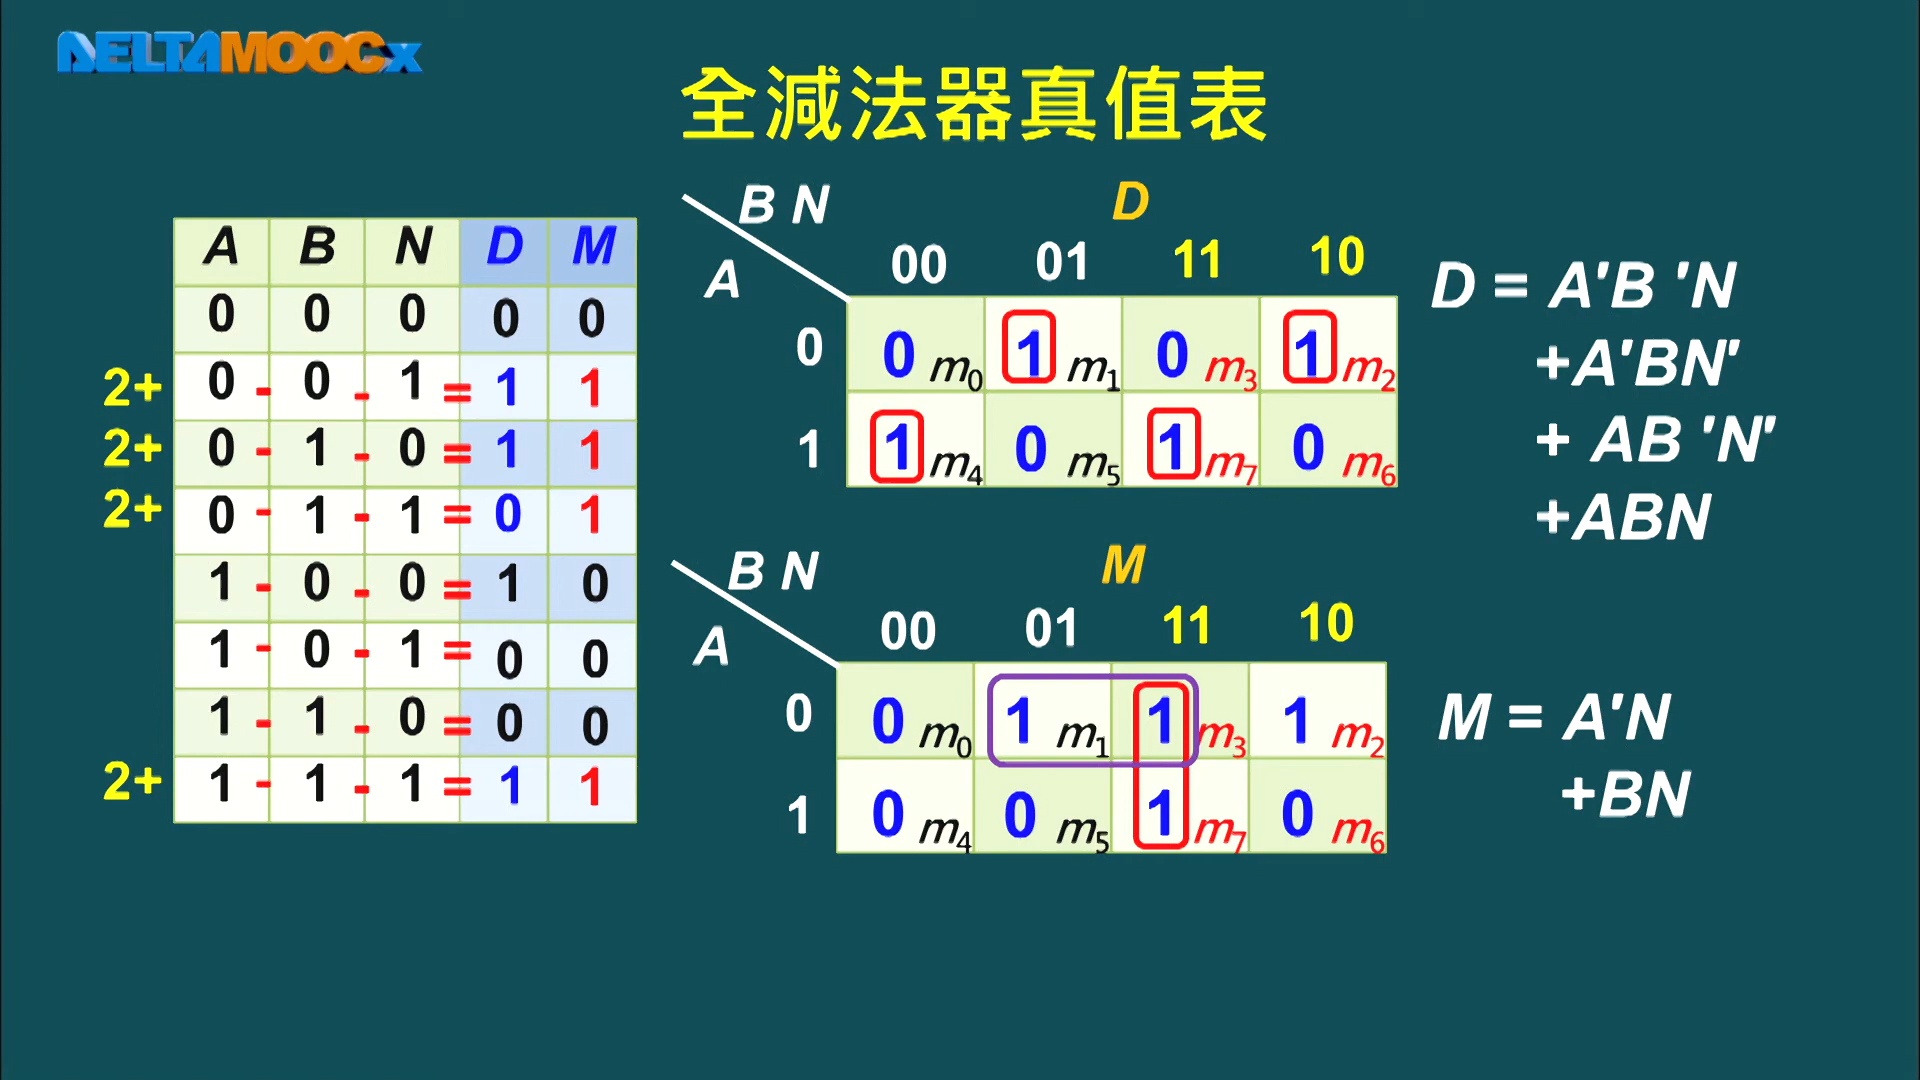 DELTAMOOCx
全減法器真值表
A B N D M
0 0 0 0 0
2+ 0 - 0 - 1 = 1 1
2+ 0 - 1 - 0 = 1 1
2+ 0 - 1 - 1 = 0 1
1 - 0 - 0 = 1 0
1 - 0 - 1 = 0 0
1 - 1 - 0 = 0 0
2+ 1 - 1 - 1 = 1 1
B N D
A 00 01 11 10
0 0 m0 1 m1 0 m3 1 m2
1 1 m4 0 m5 1 m7 0 m6
D = A'B 'N
+A'BN'
+ AB 'N'
+ABN
B N M
A 00 01 11 10
0 0 m0 1 m1 1 m3 1 m2
1 0 m4 0 m5 1 m7 0 m6
M = A'N
+BN